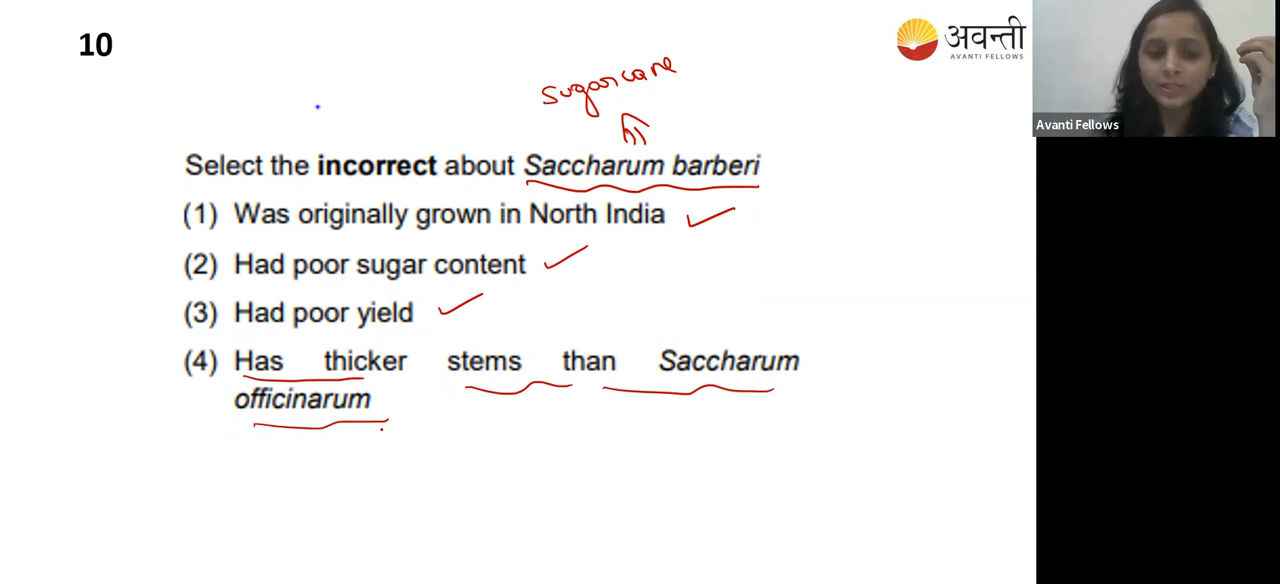 10
अवन्ती
AVANTI FELLOWS
Avanti Fellows
sugarcane
Select the incorrect about Saccharum barberi
(1) Was originally grown in North India
(2) Had poor sugar content
(3) Had poor yield
(4) Has thicker stems than Saccharum
officinarum